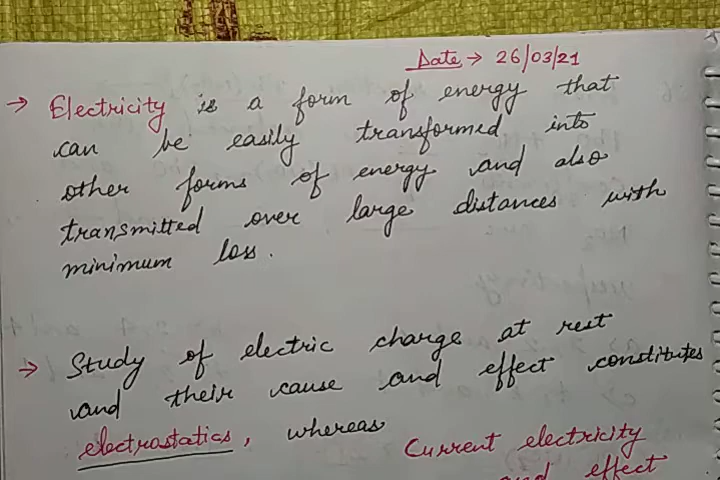 Date → 26/03/21
→ Electricity is a form of energy that
can be easily transformed into
other forms of energy and also
transmitted over large distances with
minimum loss.
→ Study of electric charge at rest
and their cause and effect constitutes
electrostatics, whereas
Current electricity
and effect